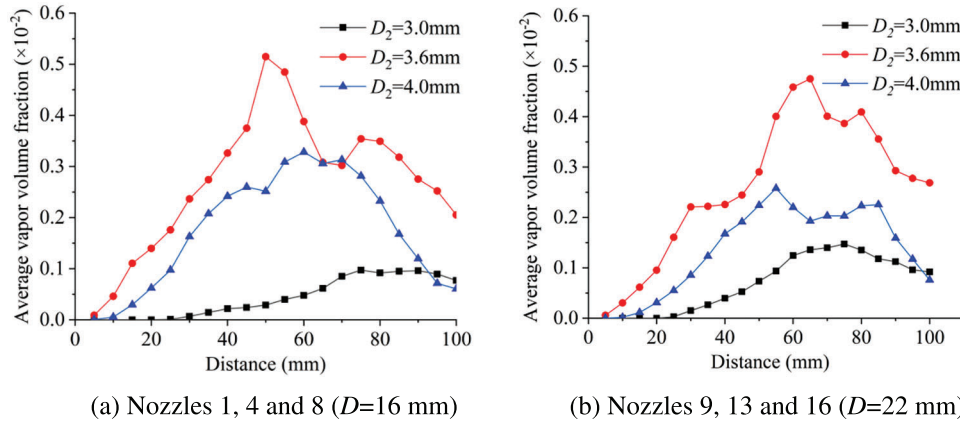 0.6
0.5
0.4
0.3
0.2
0.1
0.0
Average vapor volume fraction (×10⁻²)
D₂=3.0mm
D₂=3.6mm
D₂=4.0mm
0 20 40 60 80 100
Distance (mm)
(a) Nozzles 1, 4 and 8 (D=16 mm)
0.6
0.5
0.4
0.3
0.2
0.1
0.0
Average vapor volume fraction (×10⁻²)
D₂=3.0mm
D₂=3.6mm
D₂=4.0mm
0 20 40 60 80 100
Distance (mm)
(b) Nozzles 9, 13 and 16 (D=22 mm)